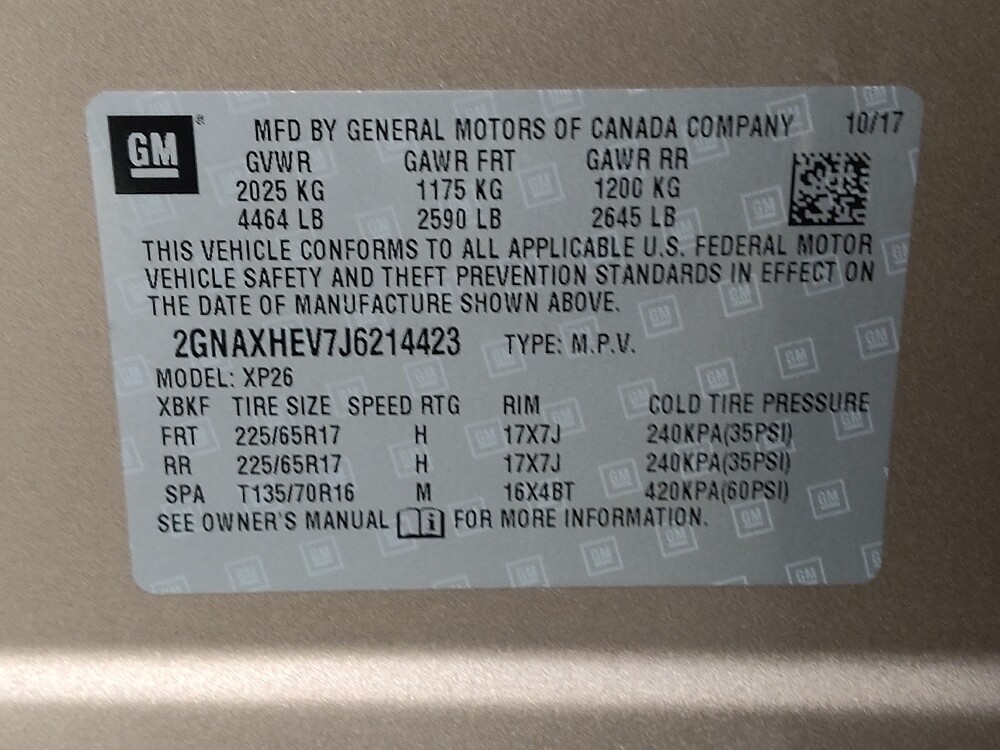 GM ® MFD BY GENERAL MOTORS OF CANADA COMPANY 10/17
GVWR GAWR FRT GAWR RR
2025 KG 1175 KG 1200 KG
4464 LB 2590 LB 2645 LB
THIS VEHICLE CONFORMS TO ALL APPLICABLE U.S. FEDERAL MOTOR
VEHICLE SAFETY AND THEFT PREVENTION STANDARDS IN EFFECT ON
THE DATE OF MANUFACTURE SHOWN ABOVE.
2GNAXHEV7J6214423 TYPE: M.P.V.
MODEL: XP26
XBKF TIRE SIZE SPEED RTG RIM COLD TIRE PRESSURE
FRT 225/65R17 H 17X7J 240KPA(35PSI)
RR 225/65R17 H 17X7J 240KPA(35PSI)
SPA T135/70R16 M 16X4BT 420KPA(60PSI)
SEE OWNER'S MANUAL i FOR MORE INFORMATION.